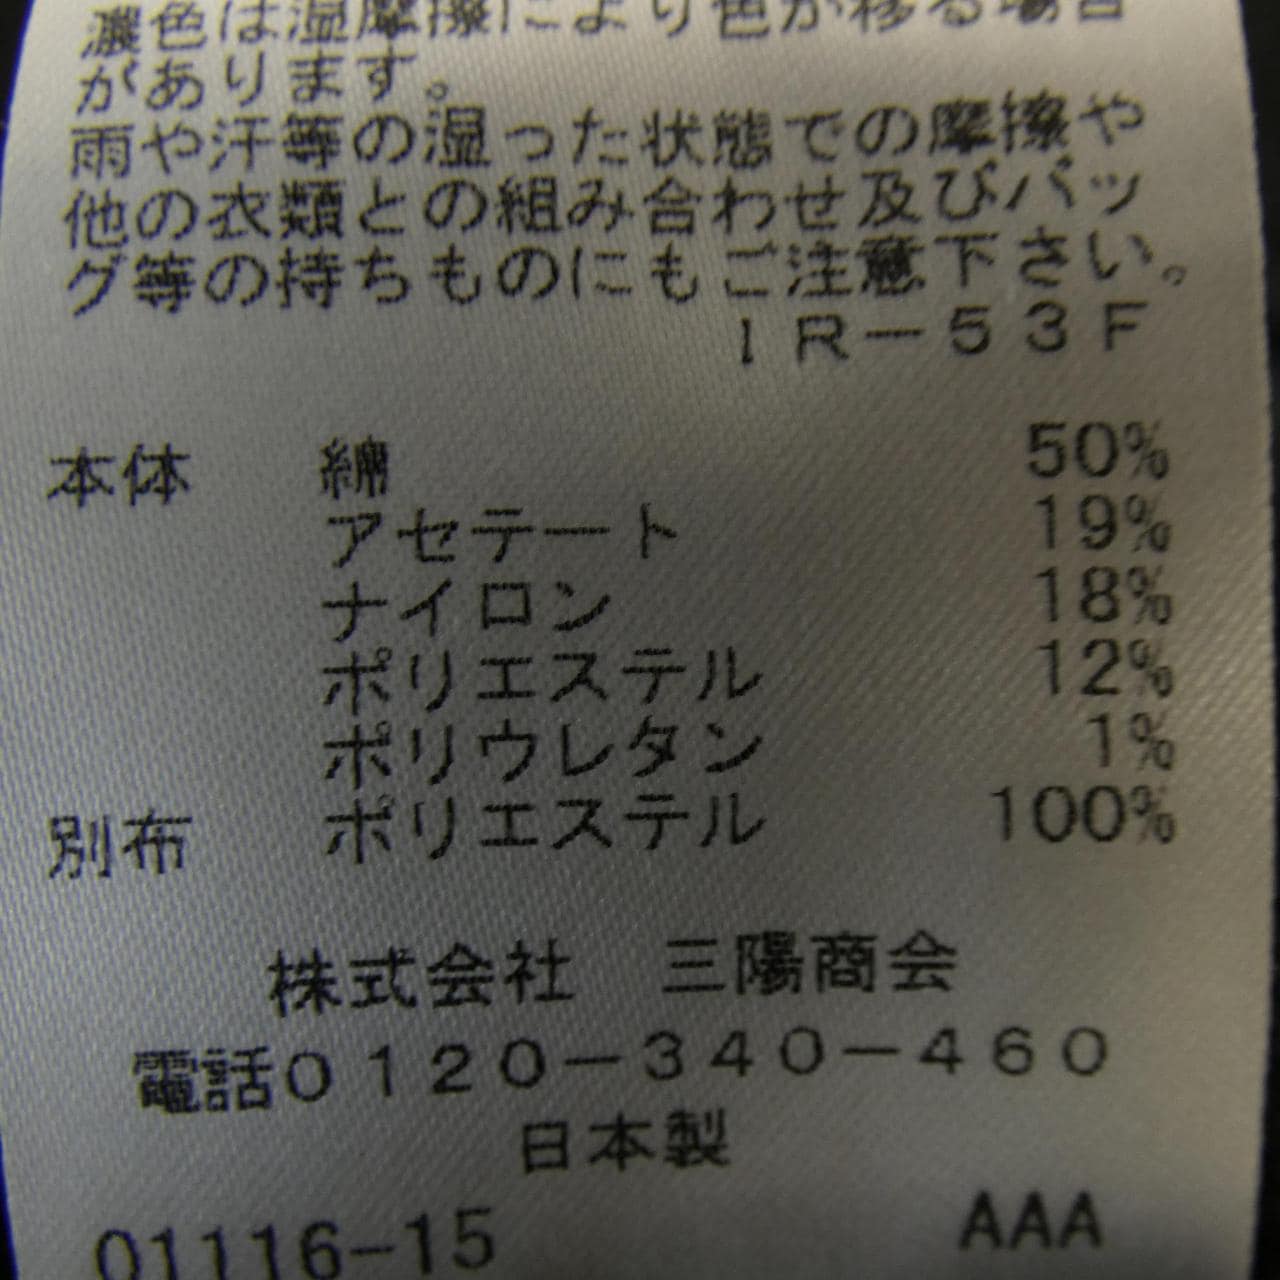 濃色は湿摩擦により色が移る場合
があります。
雨や汗等の湿った状態での摩擦や
他の衣類との組み合わせ及びバッ
グ等の持ちものにもご注意下さい。
IR-53F
本体 綿 50%
アセテート 19%
ナイロン 18%
ポリエステル 12%
ポリウレタン 1%
別布 ポリエステル 100%
株式会社 三陽商会
電話0120-340-460
日本製
01116-15 AAA